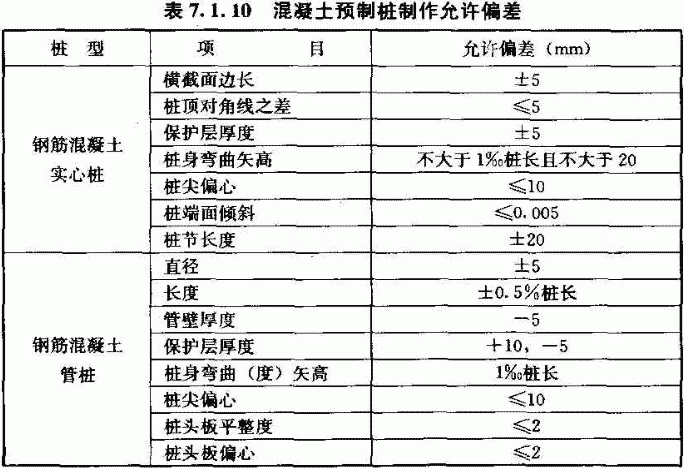 表 7.1.10 混凝土预制桩制作允许偏差
桩 型 项 目 允许偏差（mm）
钢筋混凝土
实心桩
横截面边长 ±5
桩顶对角线之差 ≤5
保护层厚度 ±5
桩身弯曲矢高 不大于1‰桩长且不大于20
桩尖偏心 ≤10
桩端面倾斜 ≤0.005
桩节长度 ±20
钢筋混凝土
管桩
直径 ±5
长度 ±0.5%桩长
管壁厚度 −5
保护层厚度 +10，−5
桩身弯曲（度）矢高 1‰桩长
桩尖偏心 ≤10
桩头板平整度 ≤2
桩头板偏心 ≤2